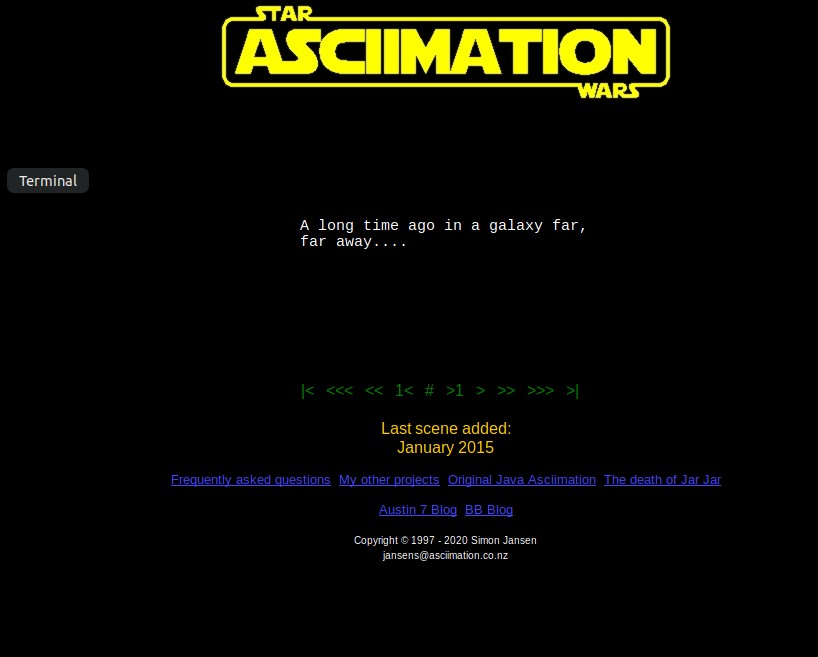 STAR
ASCIIMATION
WARS
Terminal
A long time ago in a galaxy far,
far away....
|< <<< << 1< # >1 > >> >>> >|
Last scene added:
January 2015
Frequently asked questions My other projects Original Java Asciimation The death of Jar Jar
Austin 7 Blog BB Blog
Copyright © 1997 - 2020 Simon Jansen
jansens@asciimation.co.nz